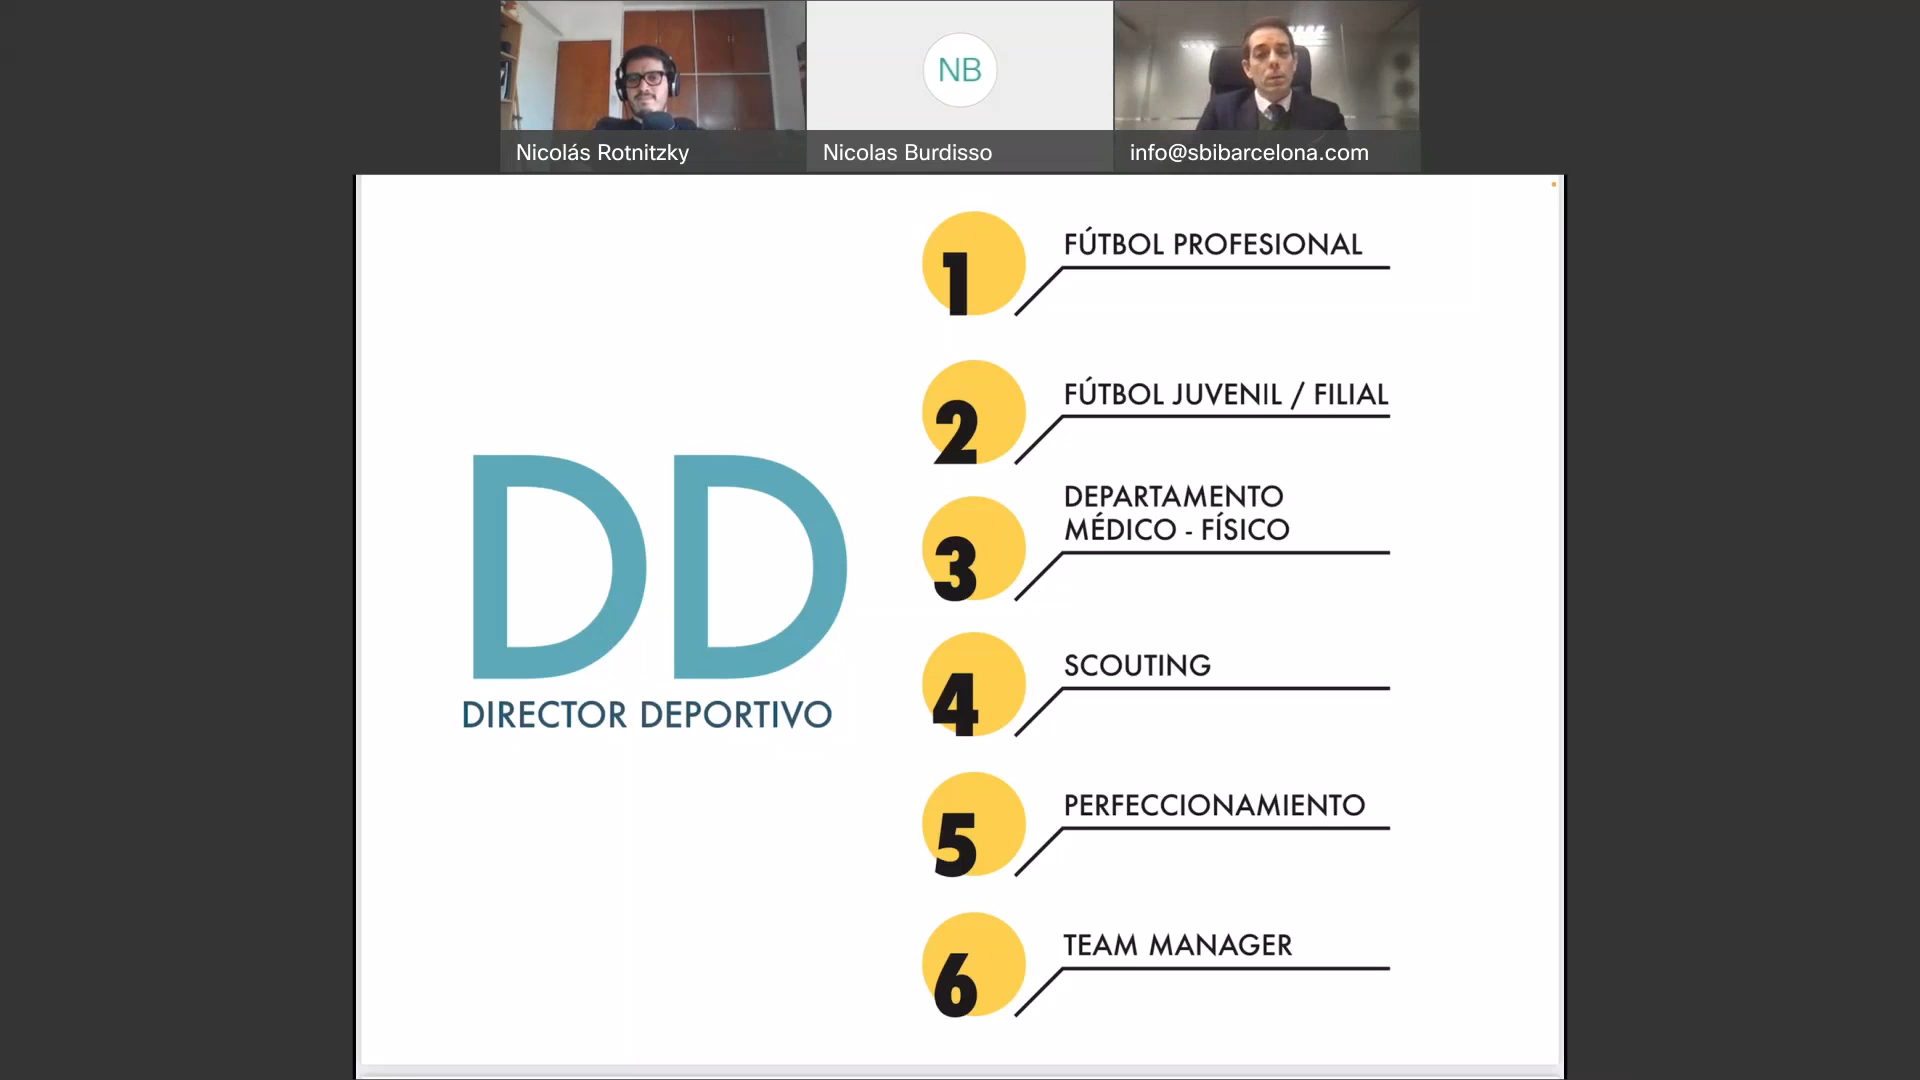 Nicolás Rotnitzky
NB
Nicolas Burdisso
info@sbibarcelona.com
DD
DIRECTOR DEPORTIVO
1
FÚTBOL PROFESIONAL
2
FÚTBOL JUVENIL / FILIAL
3
DEPARTAMENTO
MÉDICO - FÍSICO
4
SCOUTING
5
PERFECCIONAMIENTO
6
TEAM MANAGER